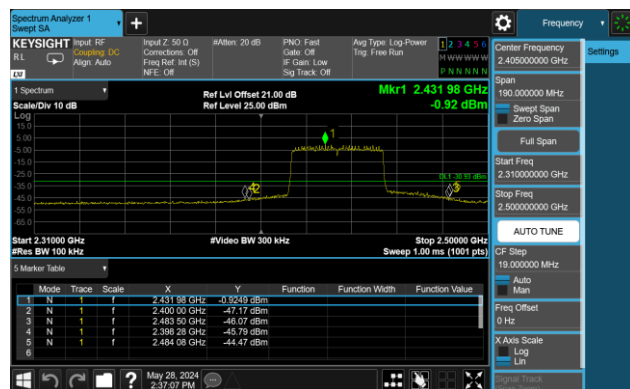 Spectrum Analyzer 1
Swept SA
+
Frequency
KEYSIGHT
RL
LXI
Input: RF
Coupling: DC
Align: Auto
Input Z: 50 Ω
Corrections: Off
Freq Ref: Int (S)
NFE: Off
#Atten: 20 dB
PNO: Fast
Gate: Off
IF Gain: Low
Sig Track: Off
Avg Type: Log-Power
Trig: Free Run
1 2 3 4 5 6
M W W W W W
P N N N N N
Settings
1 Spectrum
Scale/Div 10 dB
Ref Lvl Offset 21.00 dB
Ref Level 25.00 dBm
Mkr1 2.431 98 GHz
-0.92 dBm
Log
15.0
5.00
-5.00
-15.0
-25.0
-35.0
-45.0
-55.0
-65.0
1
DL1 -30.93 dBm
Start 2.31000 GHz
#Res BW 100 kHz
#Video BW 300 kHz
Stop 2.50000 GHz
Sweep 1.00 ms (1001 pts)
5 Marker Table
Mode Trace Scale X Y Function Function Width Function Value
1 N 1 f 2.431 98 GHz -0.9249 dBm
2 N 1 f 2.400 00 GHz -47.17 dBm
3 N 1 f 2.483 50 GHz -46.07 dBm
4 N 1 f 2.398 28 GHz -45.79 dBm
5 N 1 f 2.484 08 GHz -44.47 dBm
6
May 28, 2024
2:37:07 PM
?
Center Frequency
2.405000000 GHz
Span
190.000000 MHz
Swept Span
Zero Span
Full Span
Start Freq
2.310000000 GHz
Stop Freq
2.500000000 GHz
AUTO TUNE
CF Step
19.000000 MHz
Auto
Man
Freq Offset
0 Hz
X Axis Scale
Log
Lin
Signal Track